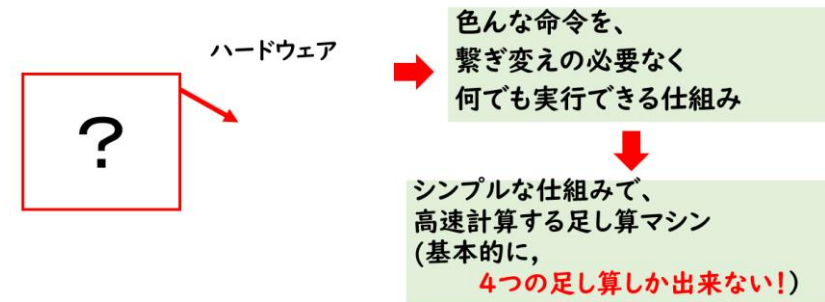 ハードウェア
?
色んな命令を、
繋ぎ変えの必要なく
何でも実行できる仕組み
シンプルな仕組みで、
高速計算する足し算マシン
(基本的に,
4つの足し算しか出来ない!)